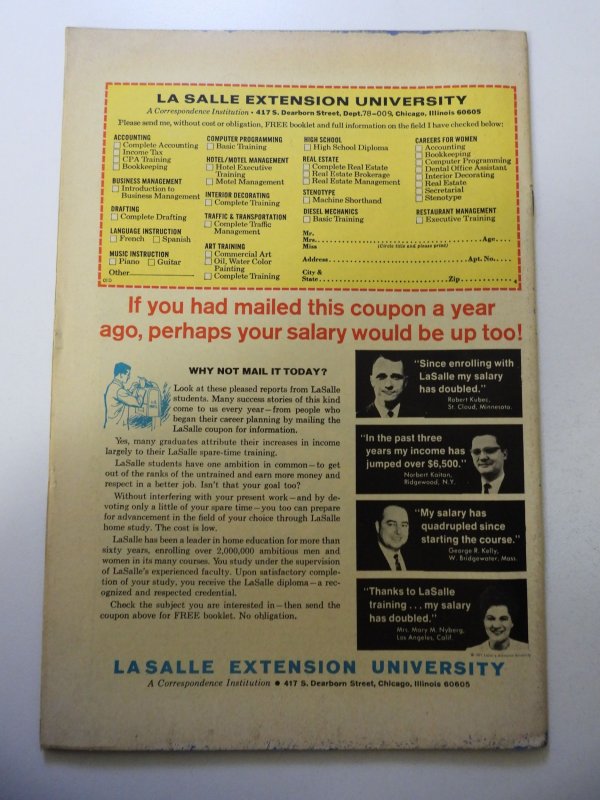 LA SALLE EXTENSION UNIVERSITY
A Correspondence Institution • 417 S. Dearborn Street, Dept. 78-009, Chicago, Illinois 60605
Please send me, without cost or obligation, FREE booklet and full information on the field I have checked below:
ACCOUNTING
Complete Accounting
Income Tax
CPA Training
Bookkeeping
BUSINESS MANAGEMENT
Introduction to
Business Management
DRAFTING
Complete Drafting
LANGUAGE INSTRUCTION
French Spanish
MUSIC INSTRUCTION
Piano Guitar
Other
010
COMPUTER PROGRAMMING
Basic Training
HOTEL/MOTEL MANAGEMENT
Hotel Executive
Training
Motel Management
INTERIOR DECORATING
Complete Training
TRAFFIC & TRANSPORTATION
Complete Traffic
Management
ART TRAINING
Commercial Art
Oil, Water Color
Painting
Complete Training
HIGH SCHOOL
High School Diploma
REAL ESTATE
Complete Real Estate
Real Estate Brokerage
Real Estate Management
STENOTYPE
Machine Shorthand
DIESEL MECHANICS
Basic Training
CAREERS FOR WOMEN
Accounting
Bookkeeping
Computer Programming
Dental Office Assistant
Interior Decorating
Real Estate
Secretarial
Stenotype
RESTAURANT MANAGEMENT
Executive Training
Mr.
Mrs. Age
Miss (Circle title and please print)
Address Apt. No.
City &
State Zip
4
If you had mailed this coupon a year
ago, perhaps your salary would be up too!
WHY NOT MAIL IT TODAY?
Look at these pleased reports from LaSalle
students. Many success stories of this kind
come to us every year—from people who
began their career planning by mailing the
LaSalle coupon for information.
Yes, many graduates attribute their increases in income
largely to their LaSalle spare-time training.
LaSalle students have one ambition in common—to get
out of the ranks of the untrained and earn more money and
respect in a better job. Isn't that your goal too?
Without interfering with your present work—and by de-
voting only a little of your spare time—you too can prepare
for advancement in the field of your choice through LaSalle
home study. The cost is low.
LaSalle has been a leader in home education for more than
sixty years, enrolling over 2,000,000 ambitious men and
women in its many courses. You study under the supervision
of LaSalle's experienced faculty. Upon satisfactory comple-
tion of your study, you receive the LaSalle diploma—a rec-
ognized and respected credential.
Check the subject you are interested in—then send the
coupon above for FREE booklet. No obligation.
"Since enrolling with
LaSalle my salary
has doubled."
Robert Kubec,
St. Cloud, Minnesota.
"In the past three
years my income has
jumped over $6,500."
Norbert Kaitan,
Ridgewood, N.Y.
"My salary has
quadrupled since
starting the course."
George R. Kelly,
W. Bridgewater, Mass.
"Thanks to LaSalle
training ... my salary
has doubled."
Mrs. Mary M. Nyberg,
Los Angeles, Calif.
LA SALLE EXTENSION UNIVERSITY
A Correspondence Institution • 417 S. Dearborn Street, Chicago, Illinois 60605